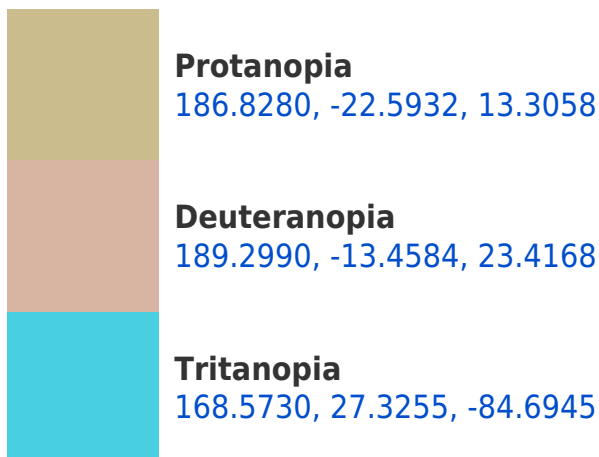 Protanopia
186.8280, -22.5932, 13.3058
Deuteranopia
189.2990, -13.4584, 23.4168
Tritanopia
168.5730, 27.3255, -84.6945